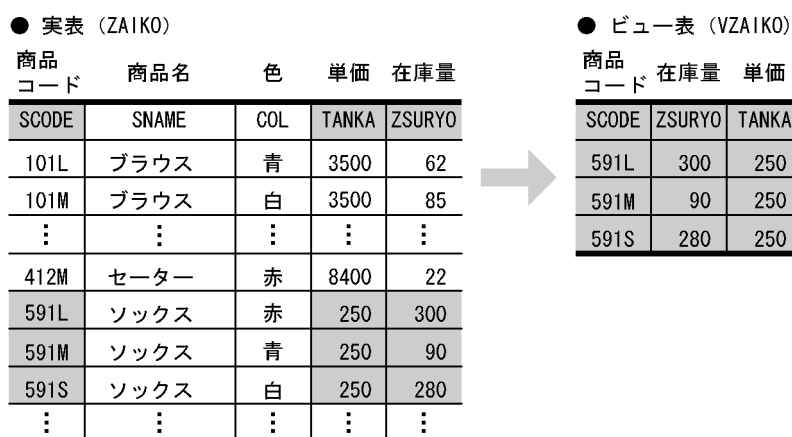 ● 実表（ZAIKO）
商品コード 商品名 色 単価 在庫量
SCODE SNAME COL TANKA ZSURYO
101L ブラウス 青 3500 62
101M ブラウス 白 3500 85
⋮ ⋮ ⋮ ⋮ ⋮
412M セーター 赤 8400 22
591L ソックス 赤 250 300
591M ソックス 青 250 90
591S ソックス 白 250 280
⋮ ⋮ ⋮ ⋮ ⋮
● ビュー表（VZAIKO）
商品コード 在庫量 単価
SCODE ZSURYO TANKA
591L 300 250
591M 90 250
591S 280 250